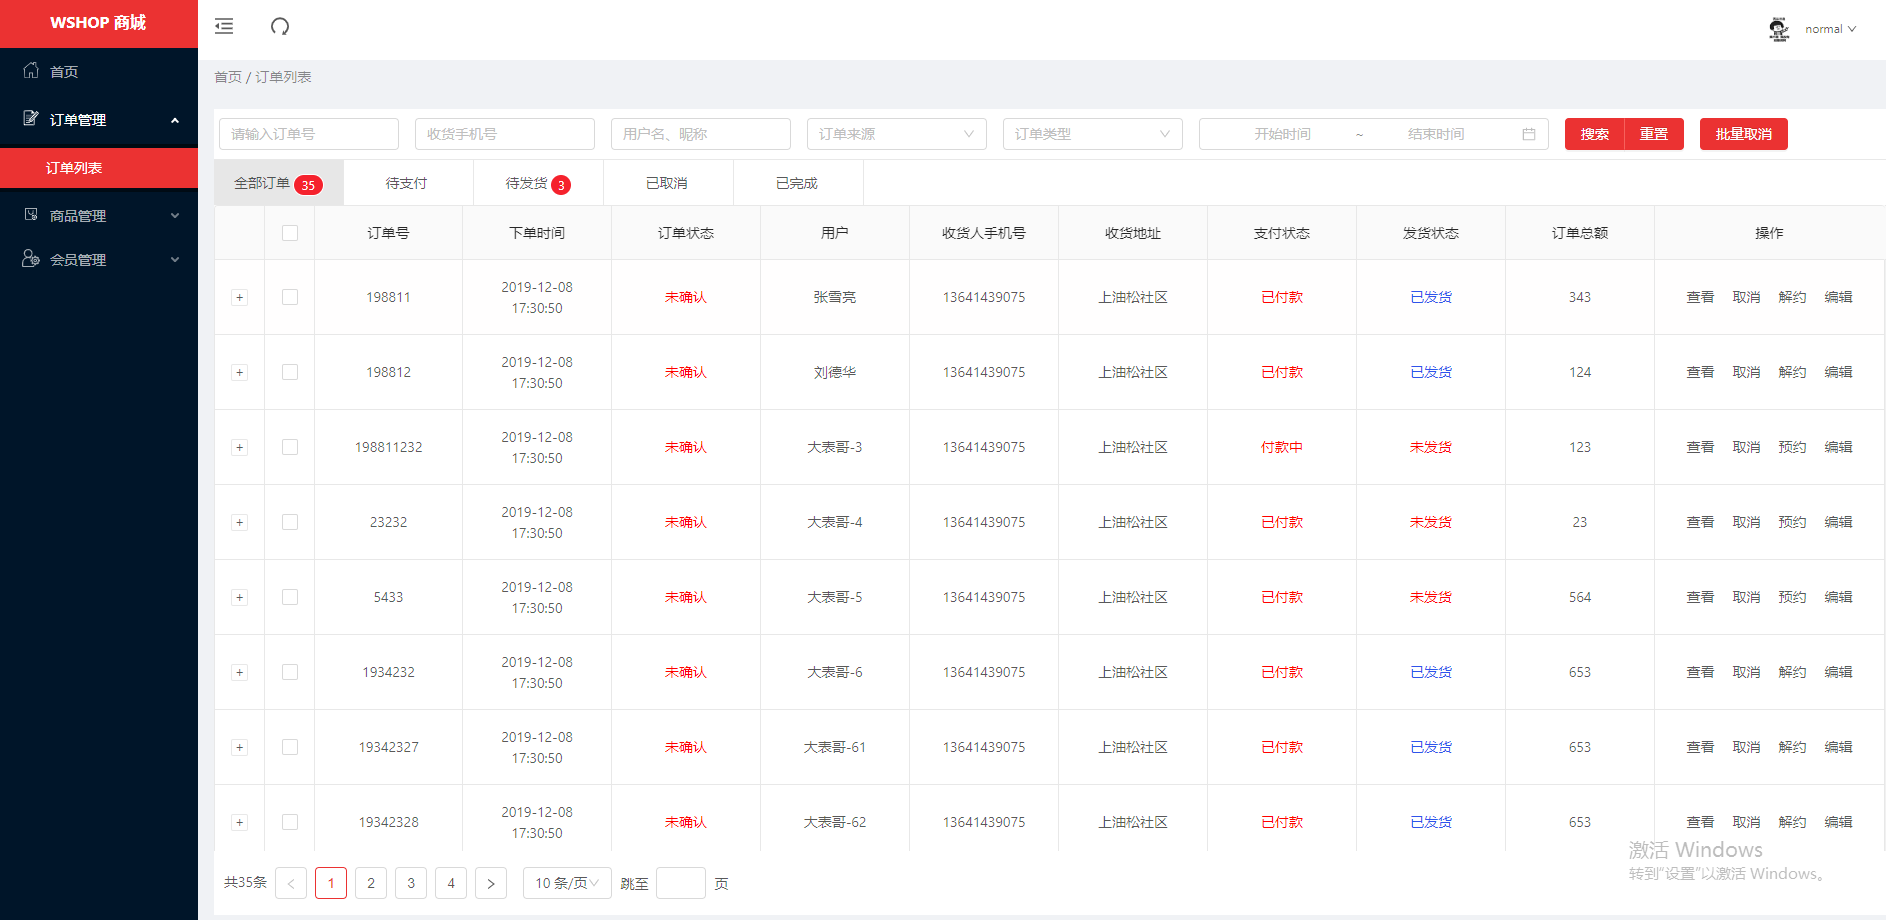 WSHOP 商城
normal
首页
订单管理
订单列表
商品管理
会员管理
首页 / 订单列表
请输入订单号 收货手机号 用户名、昵称 订单来源 订单类型 开始时间 ~ 结束时间 搜索 重置 批量取消
全部订单 35 待支付 待发货 3 已取消 已完成
订单号 下单时间 订单状态 用户 收货人手机号 收货地址 支付状态 发货状态 订单总额 操作
+ 198811 2019-12-08 17:30:50 未确认 张雪亮 13641439075 上油松社区 已付款 已发货 343 查看 取消 解约 编辑
+ 198812 2019-12-08 17:30:50 未确认 刘德华 13641439075 上油松社区 已付款 已发货 124 查看 取消 解约 编辑
+ 198811232 2019-12-08 17:30:50 未确认 大表哥-3 13641439075 上油松社区 付款中 未发货 123 查看 取消 预约 编辑
+ 23232 2019-12-08 17:30:50 未确认 大表哥-4 13641439075 上油松社区 已付款 未发货 23 查看 取消 预约 编辑
+ 5433 2019-12-08 17:30:50 未确认 大表哥-5 13641439075 上油松社区 已付款 未发货 564 查看 取消 预约 编辑
+ 1934232 2019-12-08 17:30:50 未确认 大表哥-6 13641439075 上油松社区 已付款 已发货 653 查看 取消 解约 编辑
+ 19342327 2019-12-08 17:30:50 未确认 大表哥-61 13641439075 上油松社区 已付款 已发货 653 查看 取消 解约 编辑
+ 19342328 2019-12-08 17:30:50 未确认 大表哥-62 13641439075 上油松社区 已付款 已发货 653 查看 取消 解约 编辑
共35条 < 1 2 3 4 > 10 条/页 跳至 页
激活 Windows
转到“设置”以激活 Windows。